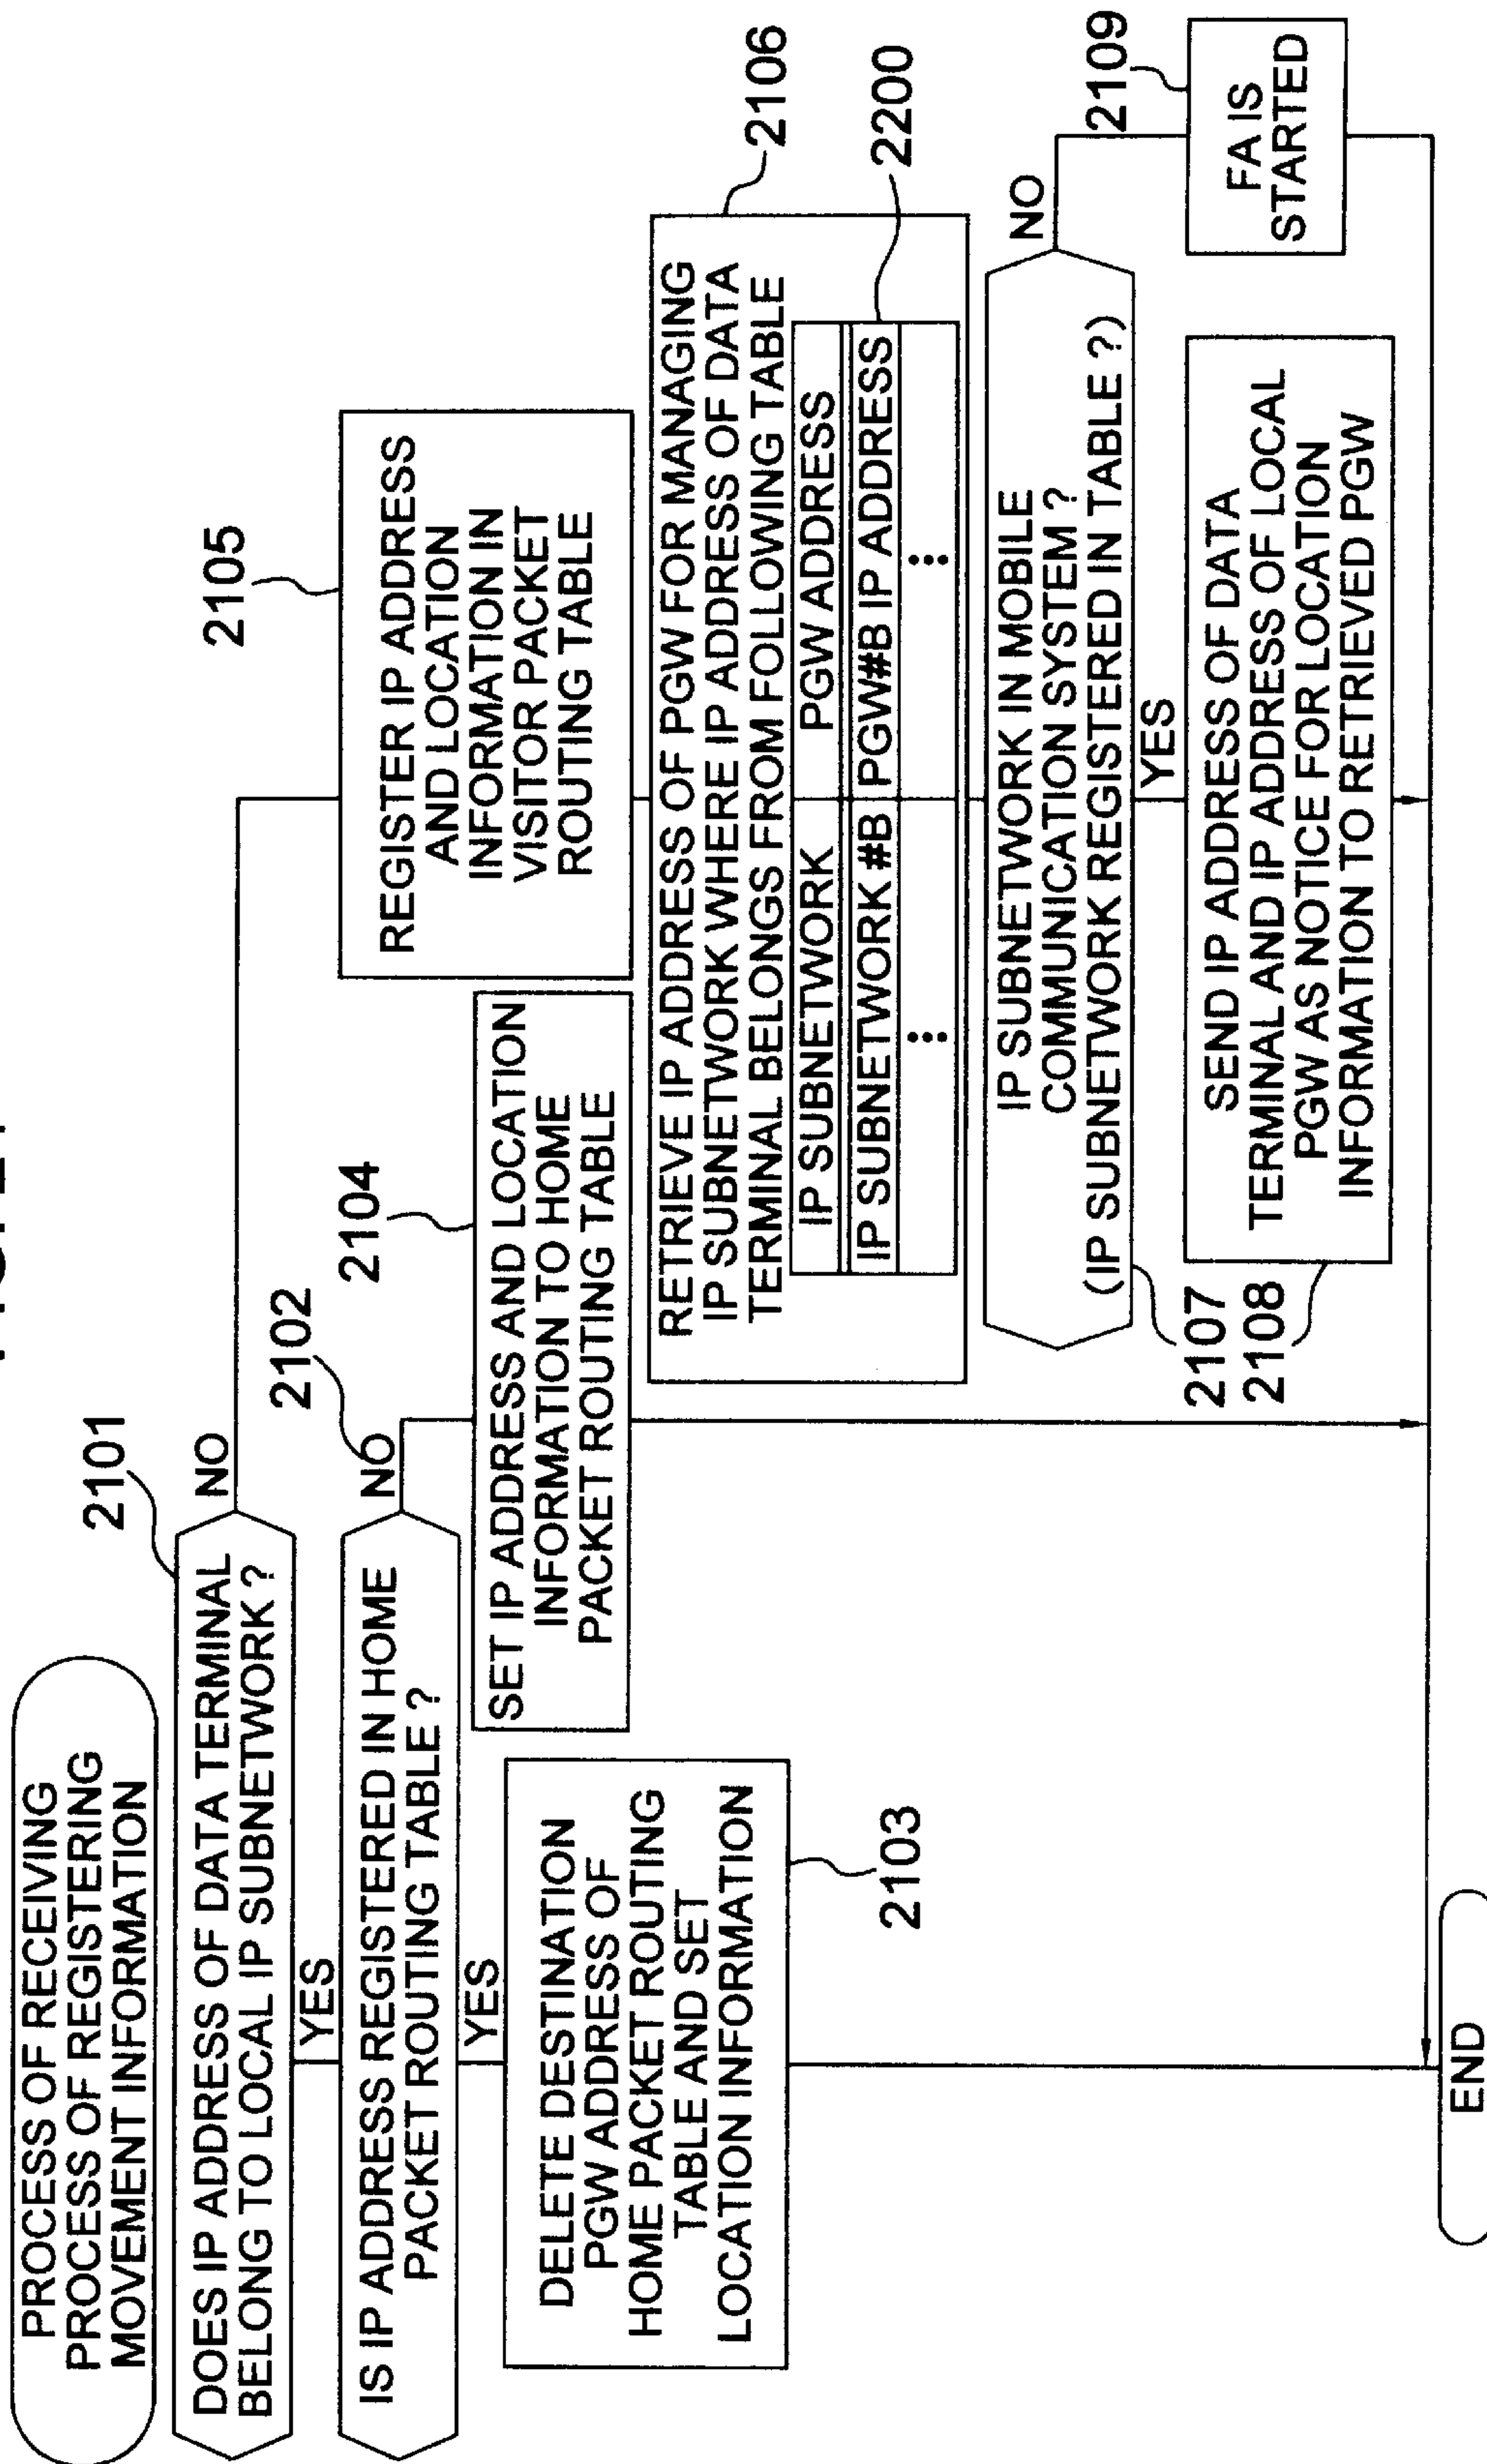 PROCESS OF RECEIVING
PROCESS OF REGISTERING
MOVEMENT INFORMATION
2101
DOES IP ADDRESS OF DATA TERMINAL
BELONG TO LOCAL IP SUBNETWORK ?
NO
YES
2102
IS IP ADDRESS REGISTERED IN HOME
PACKET ROUTING TABLE ?
NO
YES
DELETE DESTINATION
PGW ADDRESS OF
HOME PACKET ROUTING
TABLE AND SET
LOCATION INFORMATION
2103
2104
SET IP ADDRESS AND LOCATION
INFORMATION TO HOME
PACKET ROUTING TABLE
2105
REGISTER IP ADDRESS
AND LOCATION
INFORMATION IN
VISITOR PACKET
ROUTING TABLE
2106
RETRIEVE IP ADDRESS OF PGW FOR MANAGING
IP SUBNETWORK WHERE IP ADDRESS OF DATA
TERMINAL BELONGS FROM FOLLOWING TABLE
2200
IP SUBNETWORK PGW ADDRESS
IP SUBNETWORK #B PGW#B IP ADDRESS
⋮ ⋮
IP SUBNETWORK IN MOBILE
COMMUNICATION SYSTEM ?
(IP SUBNETWORK REGISTERED IN TABLE ?)
NO
2107
YES
2108
SEND IP ADDRESS OF DATA
TERMINAL AND IP ADDRESS OF LOCAL
PGW AS NOTICE FOR LOCATION
INFORMATION TO RETRIEVED PGW
2109
FA IS
STARTED
END